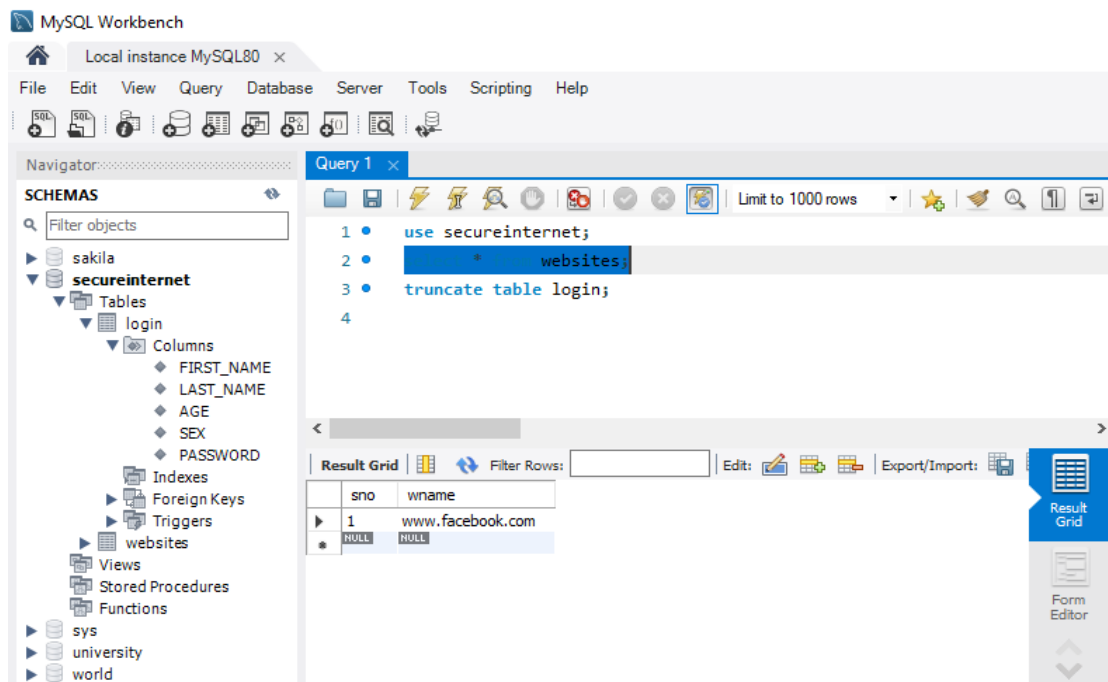 MySQL Workbench
Local instance MySQL80
File Edit View Query Database Server Tools Scripting Help
SQL SQL
Navigator
SCHEMAS
Filter objects
sakila
secureinternet
Tables
login
Columns
FIRST_NAME
LAST_NAME
AGE
SEX
PASSWORD
Indexes
Foreign Keys
Triggers
websites
Views
Stored Procedures
Functions
sys
university
world
Query 1
Limit to 1000 rows
1 use secureinternet;
2 * websites;
3 truncate table login;
4
Result Grid Filter Rows: Edit: Export/Import:
sno wname
1 www.facebook.com
NULL NULL
Result
Grid
Form
Editor